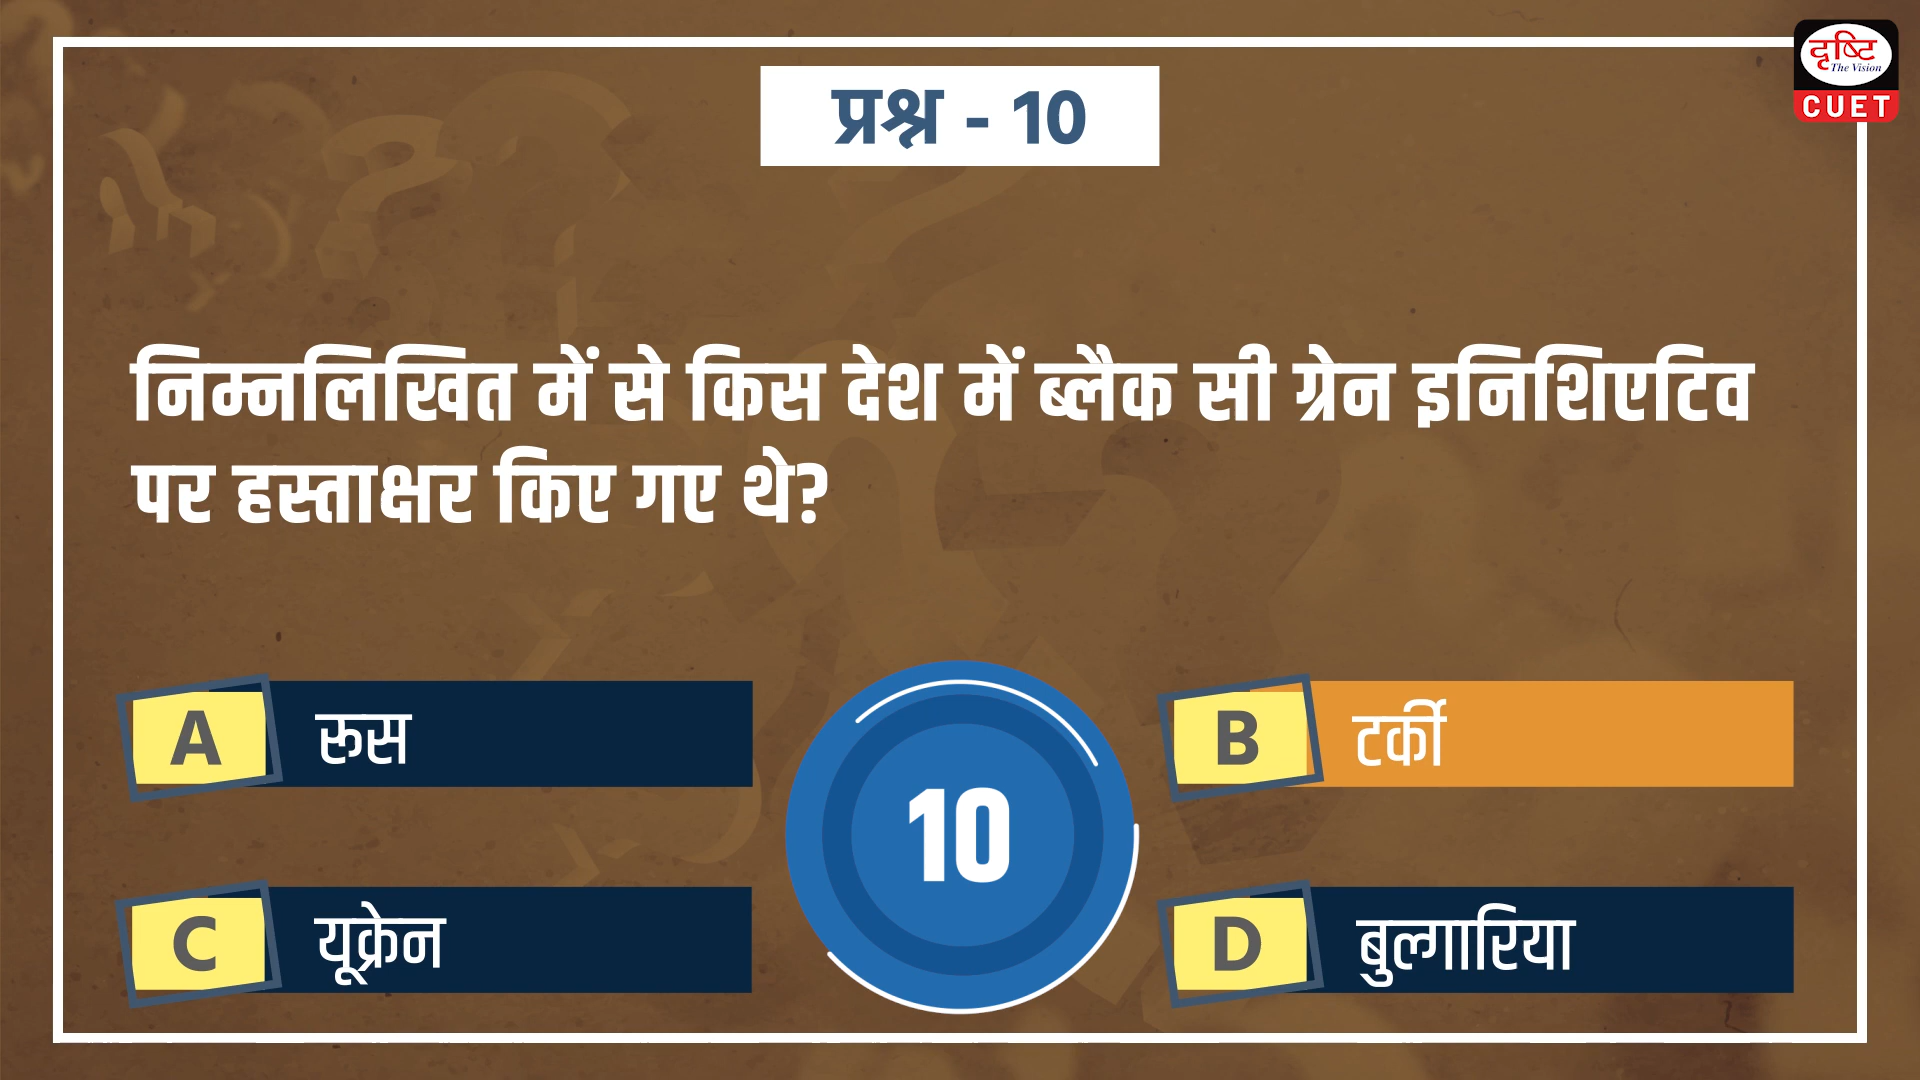 दृष्टि
The Vision
CUET
प्रश्न - 10
निम्नलिखित में से किस देश में ब्लैक सी ग्रेन इनिशिएटिव
पर हस्ताक्षर किए गए थे?
A रूस
B टर्की
10
C यूक्रेन
D बुल्गारिया